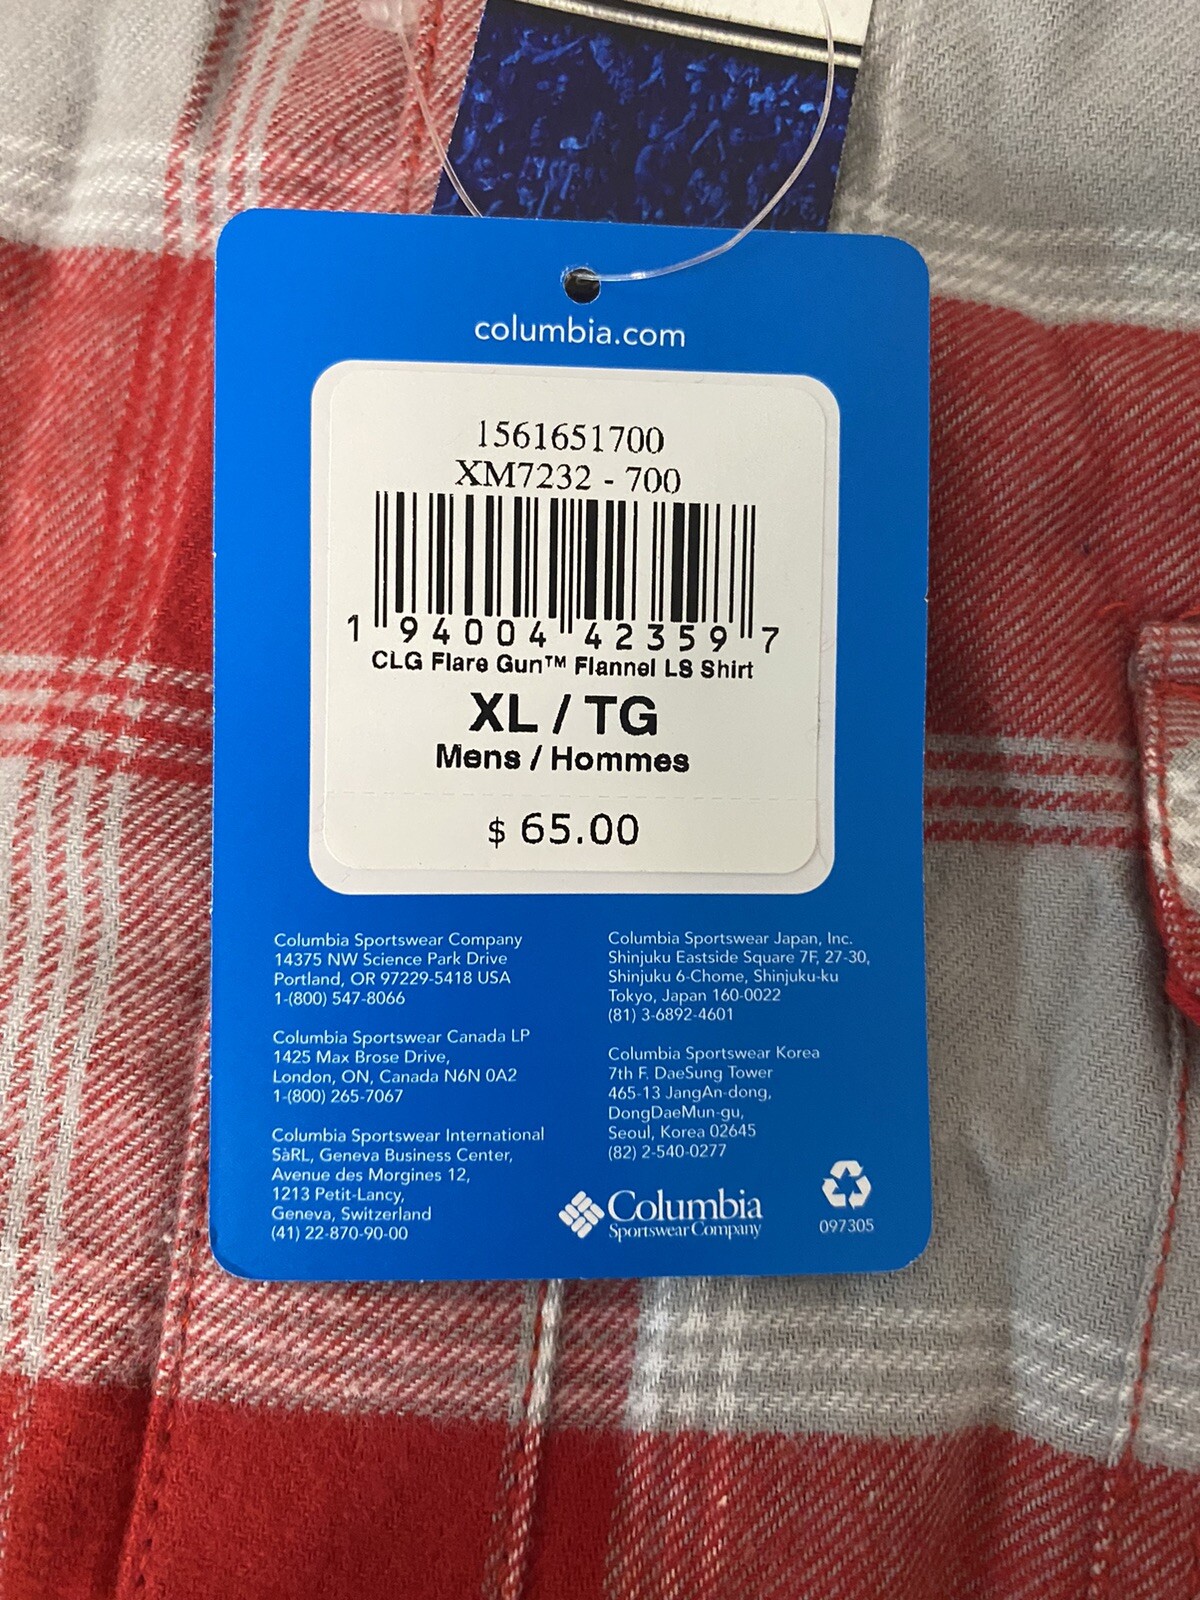 columbia.com
1561651700
XM7232 - 700
1 94004 42359 7
CLG Flare Gun™ Flannel LS Shirt
XL / TG
Mens / Hommes
$ 65.00
Columbia Sportswear Company
14375 NW Science Park Drive
Portland, OR 97229-5418 USA
1-(800) 547-8066
Columbia Sportswear Canada LP
1425 Max Brose Drive,
London, ON, Canada N6N 0A2
1-(800) 265-7067
Columbia Sportswear International
SàRL, Geneva Business Center,
Avenue des Morgines 12,
1213 Petit-Lancy,
Geneva, Switzerland
(41) 22-870-90-00
Columbia Sportswear Japan, Inc.
Shinjuku Eastside Square 7F, 27-30,
Shinjuku 6-Chome, Shinjuku-ku
Tokyo, Japan 160-0022
(81) 3-6892-4601
Columbia Sportswear Korea
7th F. DaeSung Tower
465-13 JangAn-dong,
DongDaeMun-gu,
Seoul, Korea 02645
(82) 2-540-0277
Columbia
Sportswear Company
097305